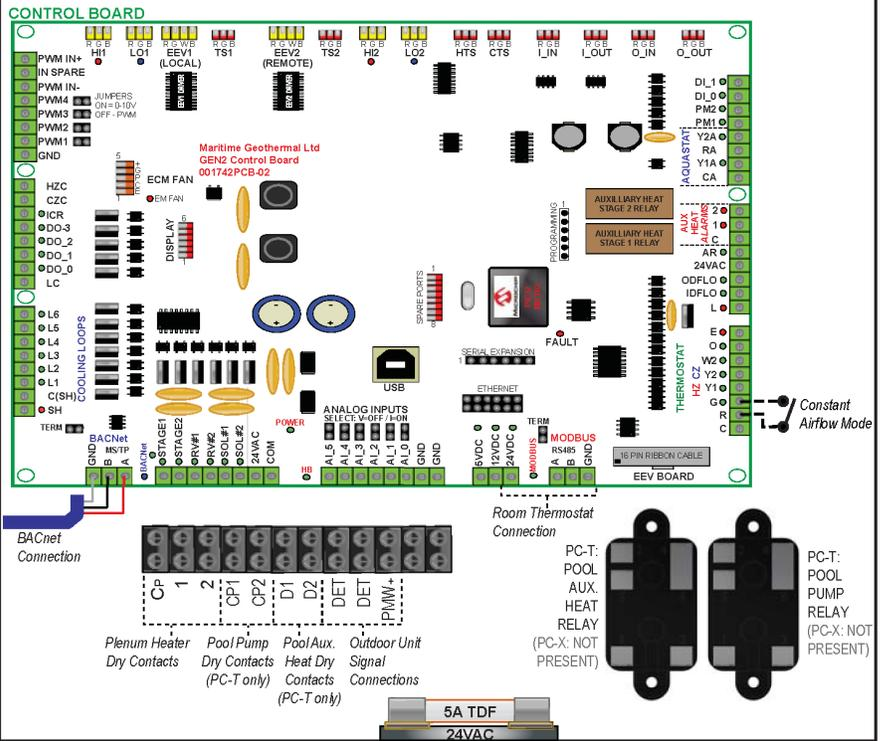 CONTROL BOARD
R G B
HI1
R G B
LO1
R G W B
EEV1
(LOCAL)
TS1
R G W B
EEV2
(REMOTE)
TS2
R G B
HI2
R G B
LO2
HTS
CTS
R G B
I_IN
R G B
I_OUT
R G B
O_IN
R G B
O_OUT
EEV1 DRIVER
EEV2 DRIVER
PWM IN+
IN SPARE
PWM IN-
PWM4
PWM3
PWM2
PWM1
GND
JUMPERS
ON = 0-10V
OFF - PWM
Maritime Geothermal Ltd
GEN2 Control Board
001742PCB-02
5
1
ECM FAN
EM FAN
HZC
CZC
ICR
DO-3
DO_2
DO_1
DO_0
LC
DISPLAY
6
1
L6
L5
L4
L3
L2
L1
C(SH)
SH
COOLING LOOPS
TERM
BACNet
MS/TP
GND
B
A
BACNet
STAGE1
STAGE2
RV#1
RV#2
SOL#1
SOL#2
24VAC
COM
POWER
HB
SPARE PORTS
USB
ANALOG INPUTS
SELECT: V=OFF / I=ON
AI_5
AI_4
AI_3
AI_2
AI_1
AI_0
GND
GND
MICROCHIP
PROGRAMMING
1
FAULT
SERIAL EXPANSION
1
ETHERNET
5VDC
12VDC
24VDC
TERM
MODBUS
MODBUS
RS485
A
B
GND
16 PIN RIBBON CABLE
EEV BOARD
AUXILLIARY HEAT
STAGE 2 RELAY
AUXILLIARY HEAT
STAGE 1 RELAY
DI_1
DI_0
PM2
PM1
Y2A
RA
Y1A
CA
AQUASTAT
2
1
C
AUX
HEAT
ALARMS
AR
24VAC
ODFLO
IDFLO
L
E
O
W2
Y2
Y1
G
R
C
THERMOSTAT
HZ CZ
Constant
Airflow Mode
BACnet
Connection
Room Thermostat
Connection
CP
1
2
CP1
CP2
D1
D2
DET
DET
PMW+
Plenum Heater
Dry Contacts
Pool Pump
Dry Contacts
(PC-T only)
Pool Aux.
Heat Dry
Contacts
(PC-T only)
Outdoor Unit
Signal
Connections
PC-T:
POOL
AUX.
HEAT
RELAY
(PC-X: NOT
PRESENT)
PC-T:
POOL
PUMP
RELAY
(PC-X: NOT
PRESENT)
5A TDF
24VAC